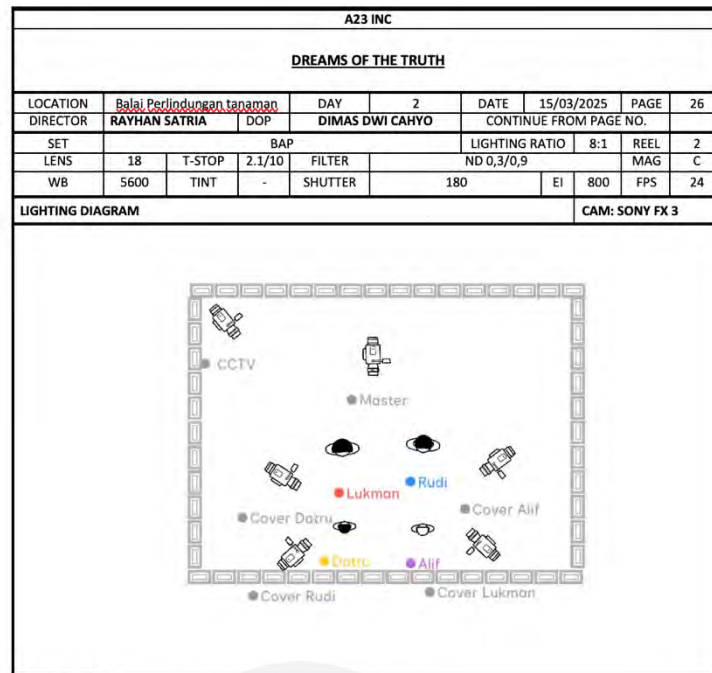 A23 INC
DREAMS OF THE TRUTH
LOCATION Balai Perlindungan tanaman DAY 2 DATE 15/03/2025 PAGE 26
DIRECTOR RAYHAN SATRIA DOP DIMAS DWI CAHYO CONTINUE FROM PAGE NO.
SET BAP LIGHTING RATIO 8:1 REEL 2
LENS 18 T-STOP 2.1/10 FILTER ND 0,3/0,9 MAG C
WB 5600 TINT - SHUTTER 180 EI 800 FPS 24
LIGHTING DIAGRAM CAM: SONY FX 3
CCTV
Master
Lukman Rudi
Cover Datru Cover Alif
Datru Alif
Cover Rudi Cover Lukman